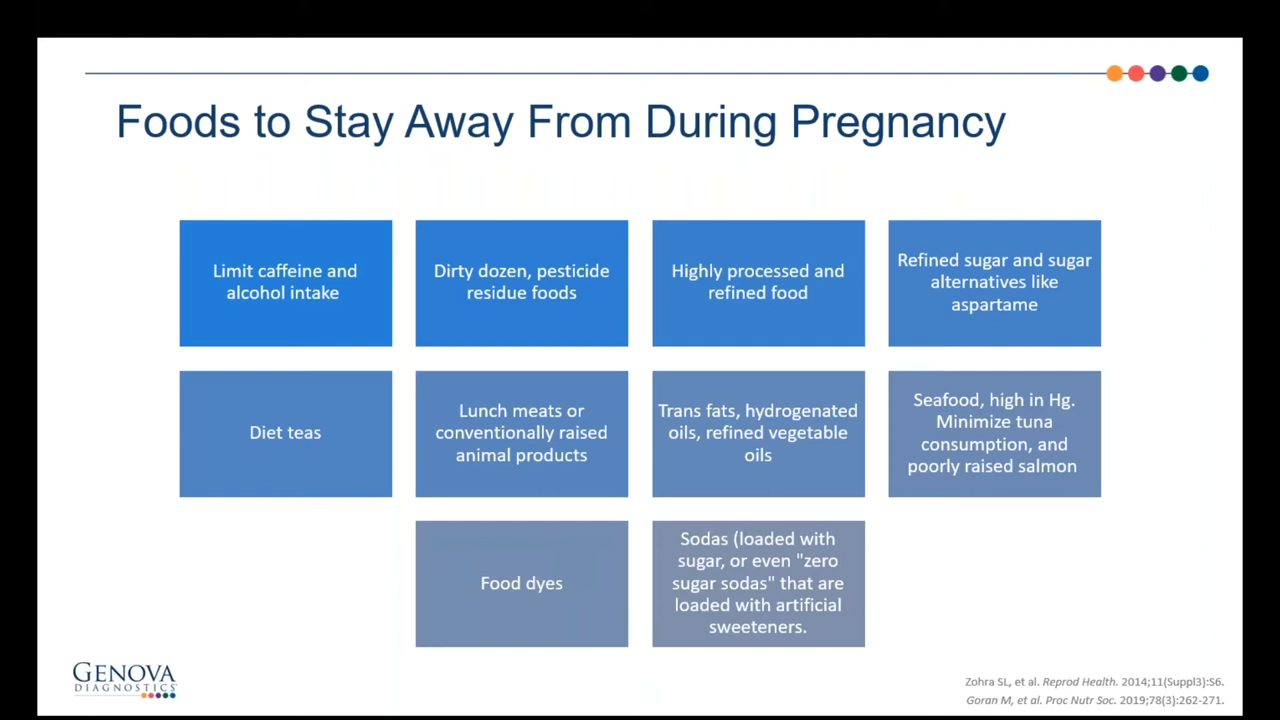 Foods to Stay Away From During Pregnancy
Limit caffeine and
alcohol intake
Dirty dozen, pesticide
residue foods
Highly processed and
refined food
Refined sugar and sugar
alternatives like
aspartame
Diet teas
Lunch meats or
conventionally raised
animal products
Trans fats, hydrogenated
oils, refined vegetable
oils
Seafood, high in Hg.
Minimize tuna
consumption, and
poorly raised salmon
Food dyes
Sodas (loaded with
sugar, or even "zero
sugar sodas" that are
loaded with artificial
sweeteners.
GENOVA
DIAGNOSTICS
Zohra SL, et al. Reprod Health. 2014;11(Suppl3):S6.
Goran M, et al. Proc Nutr Soc. 2019;78(3):262-271.